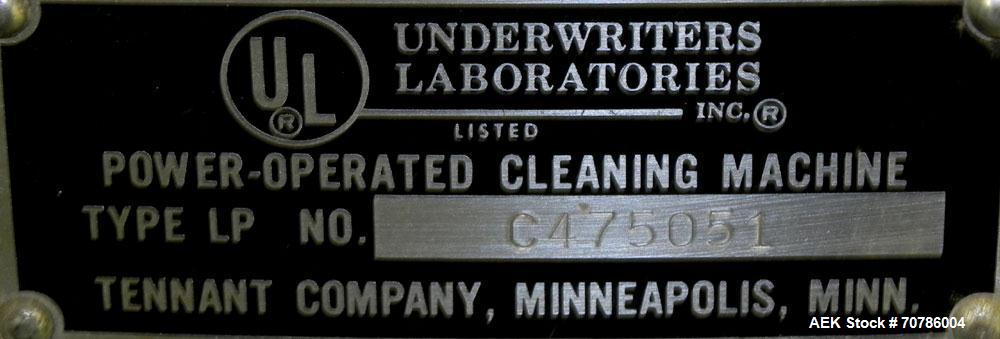 UL®
UNDERWRITERS
LABORATORIES
INC.®
LISTED
POWER-OPERATED CLEANING MACHINE
TYPE LP NO. C475051
TENNANT COMPANY, MINNEAPOLIS, MINN.
AEK Stock # 70786004